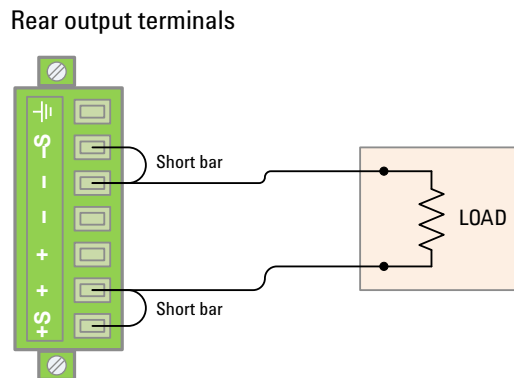 Rear output terminals
–S
–
–
+
+
+S
Short bar
Short bar
LOAD